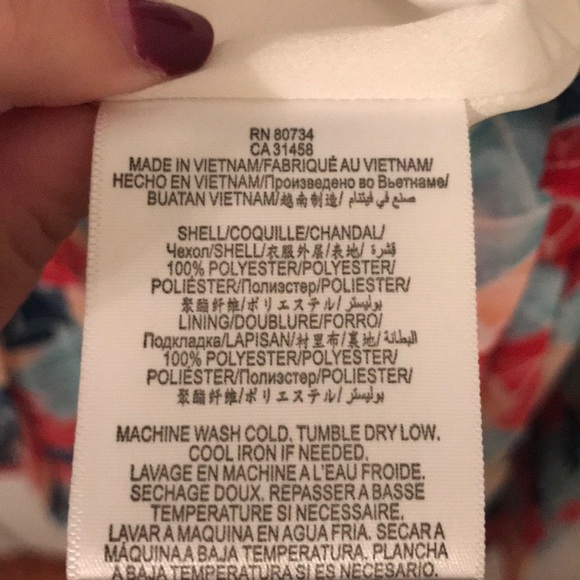 RN 80734
CA 31458
MADE IN VIETNAM/FABRIQUÉ AU VIETNAM/
HECHO EN VIETNAM/Произведено во Вьетнаме/
BUATAN VIETNAM/越南制造/ صنع في فيتنام
SHELL/COQUILLE/CHANDAL/
Чехол/SHELL/衣服外层/表地/ قشرة
100% POLYESTER/POLYESTER/
POLIÉSTER/Полиэстер/POLIESTER/
聚酯纤维/ポリエステル/ بوليستر
LINING/DOUBLURE/FORRO/
Подкладка/LAPISAN/衬里布/裏地/ البطانة
100% POLYESTER/POLYESTER/
POLIÉSTER/Полиэстер/POLIESTER/
聚酯纤维/ポリエステル/ بوليستر
MACHINE WASH COLD. TUMBLE DRY LOW.
COOL IRON IF NEEDED.
LAVAGE EN MACHINE A L'EAU FROIDE.
SECHAGE DOUX. REPASSER A BASSE
TEMPERATURE SI NECESSAIRE.
LAVAR A MAQUINA EN AGUA FRIA. SECAR A
MÁQUINA A BAJA TEMPERATURA. PLANCHA
A BAJA TEMPERATURA SI ES NECESARIO.